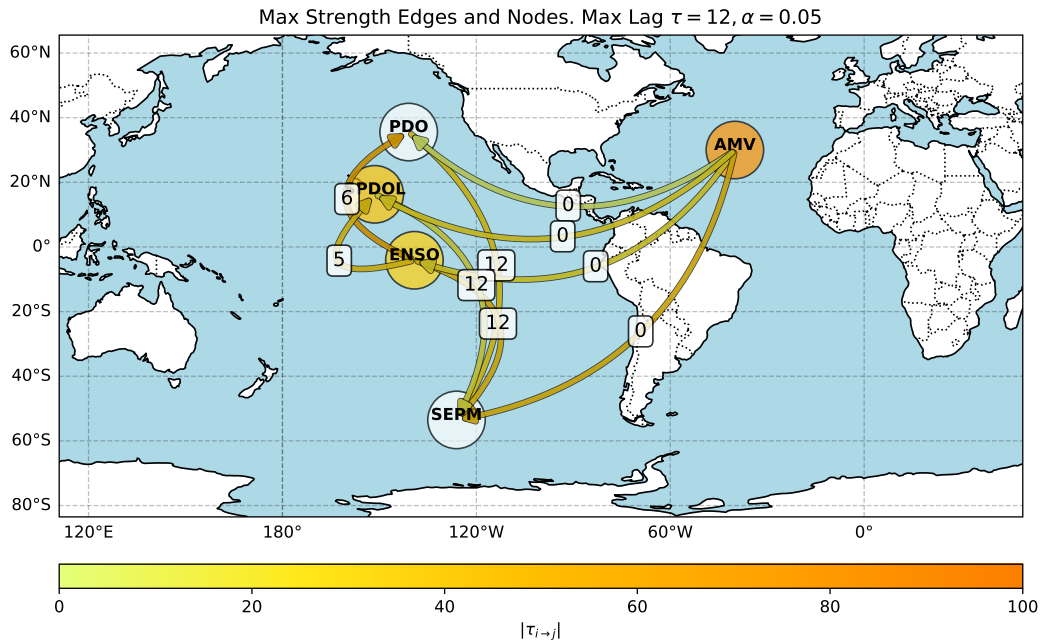 Max Strength Edges and Nodes. Max Lag τ = 12, α = 0.05
60°N
40°N
20°N
0°
20°S
40°S
60°S
80°S
PDO
AMV
PDOL
6
0
0
ENSO
5
12
0
12
12
0
SEPM
120°E
180°
120°W
60°W
0°
0
20
40
60
80
100
|τi→j|